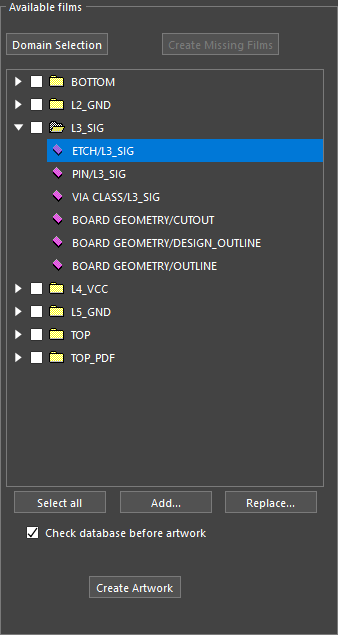 Available films
Domain Selection Create Missing Films
BOTTOM
L2_GND
L3_SIG
ETCH/L3_SIG
PIN/L3_SIG
VIA CLASS/L3_SIG
BOARD GEOMETRY/CUTOUT
BOARD GEOMETRY/DESIGN_OUTLINE
BOARD GEOMETRY/OUTLINE
L4_VCC
L5_GND
TOP
TOP_PDF
Select all Add... Replace...
Check database before artwork
Create Artwork